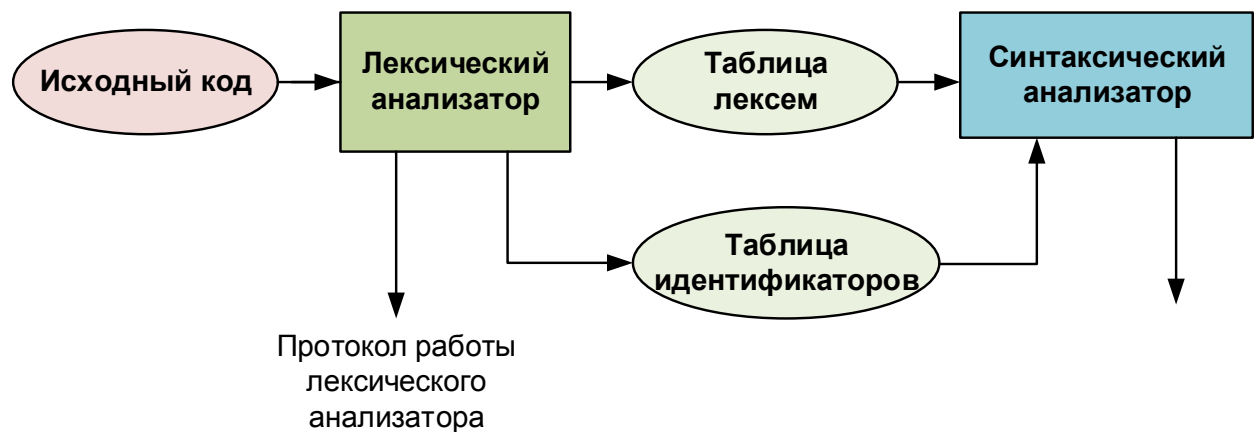 Исходный код
Лексический
анализатор
Таблица
лексем
Синтаксический
анализатор
Таблица
идентификаторов
Протокол работы
лексического
анализатора